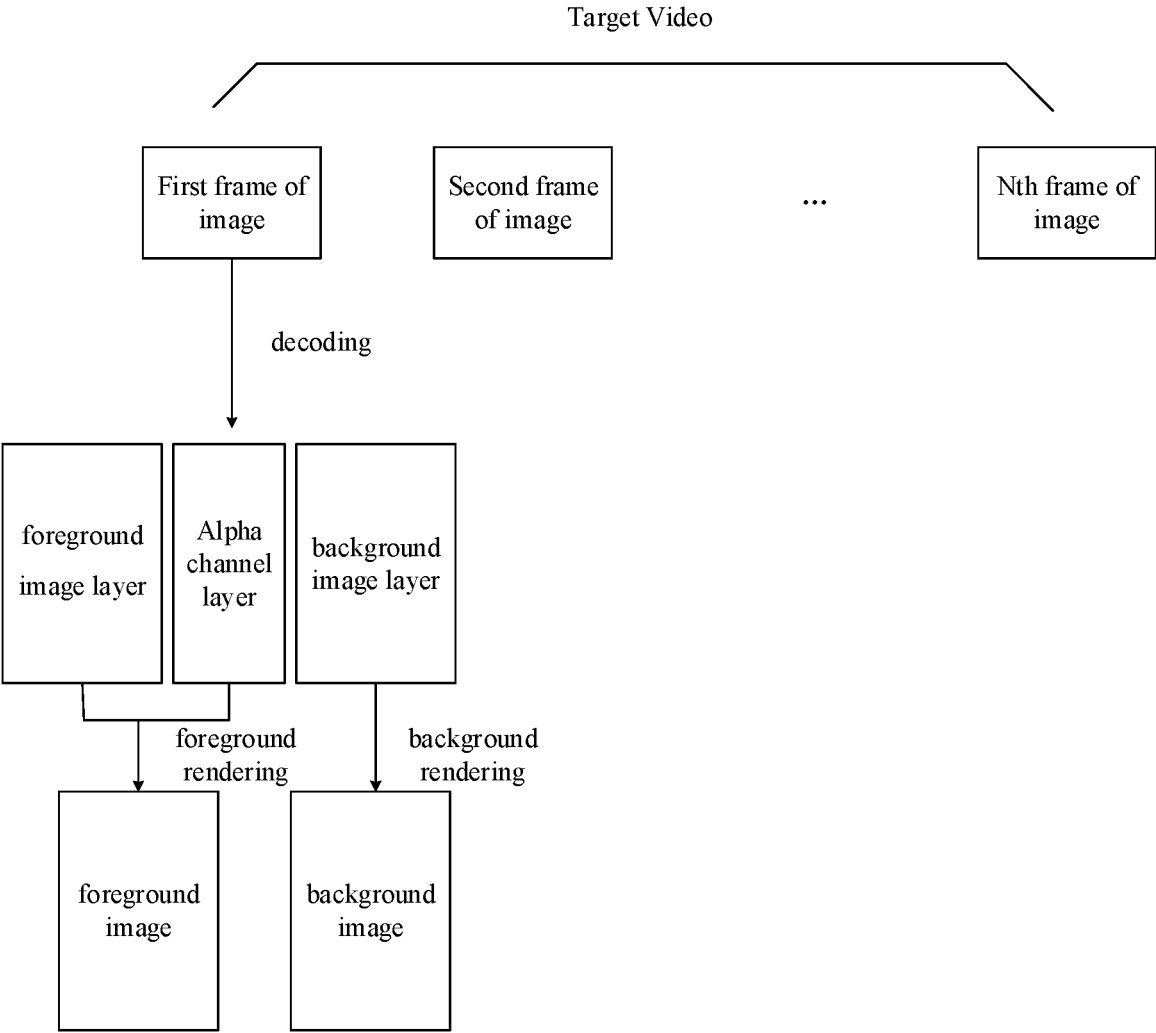 Target Video
First frame of
image
Second frame
of image
...
Nth frame of
image
decoding
foreground
image layer
Alpha
channel
layer
background
image layer
foreground
rendering
background
rendering
foreground
image
background
image